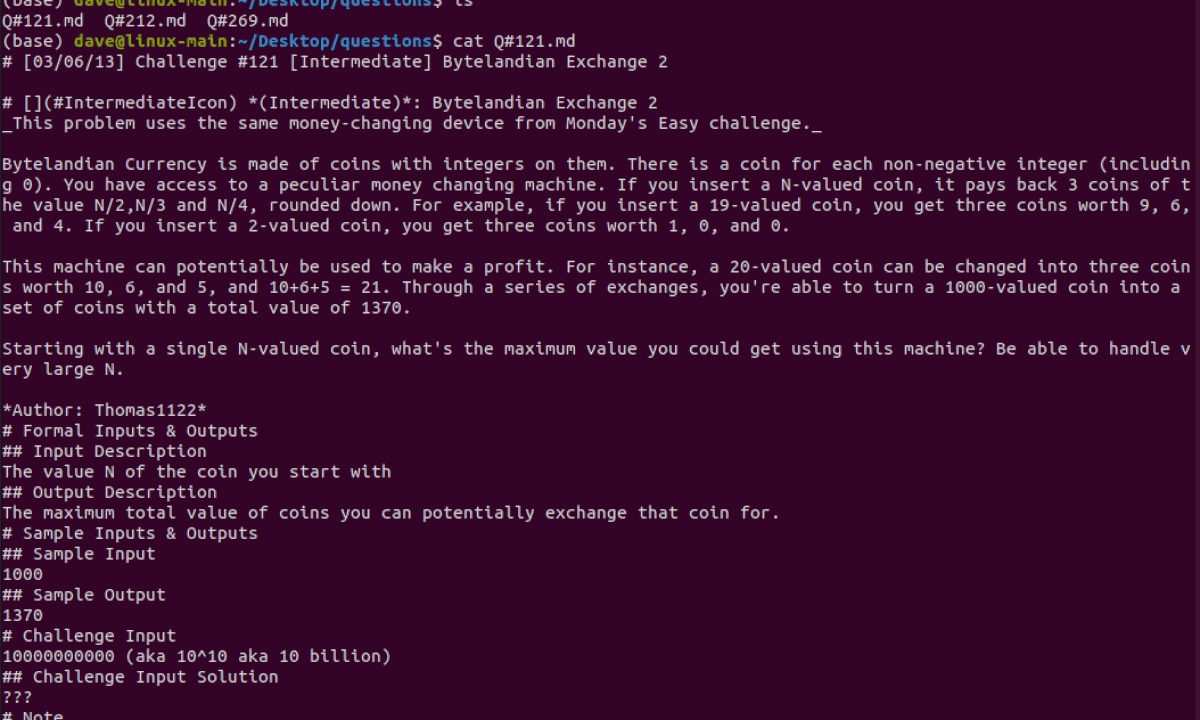 (base) dave@linux-main:~/Desktop/questions$ ls
Q#121.md  Q#212.md  Q#269.md
(base) dave@linux-main:~/Desktop/questions$ cat Q#121.md
# [03/06/13] Challenge #121 [Intermediate] Bytelandian Exchange 2
# [](#IntermediateIcon) *(Intermediate)*: Bytelandian Exchange 2
_This problem uses the same money-changing device from Monday's Easy challenge._
Bytelandian Currency is made of coins with integers on them. There is a coin for each non-negative integer (includin
g 0). You have access to a peculiar money changing machine. If you insert a N-valued coin, it pays back 3 coins of t
he value N/2,N/3 and N/4, rounded down. For example, if you insert a 19-valued coin, you get three coins worth 9, 6,
 and 4. If you insert a 2-valued coin, you get three coins worth 1, 0, and 0.
This machine can potentially be used to make a profit. For instance, a 20-valued coin can be changed into three coin
s worth 10, 6, and 5, and 10+6+5 = 21. Through a series of exchanges, you're able to turn a 1000-valued coin into a
set of coins with a total value of 1370.
Starting with a single N-valued coin, what's the maximum value you could get using this machine? Be able to handle v
ery large N.
*Author: Thomas1122*
# Formal Inputs & Outputs
## Input Description
The value N of the coin you start with
## Output Description
The maximum total value of coins you can potentially exchange that coin for.
# Sample Inputs & Outputs
## Sample Input
1000
## Sample Output
1370
# Challenge Input
10000000000 (aka 10^10 aka 10 billion)
## Challenge Input Solution
???
# Note